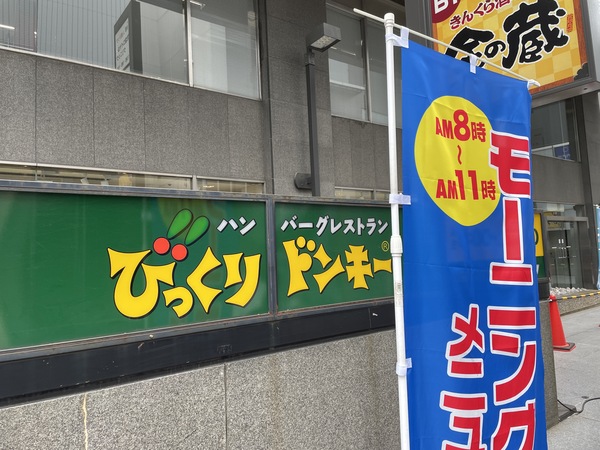 きんくら酒
金の蔵
ハンバーグレストラン
びっくりドンキー®
AM8時
~
AM11時
モーニング
メニュ